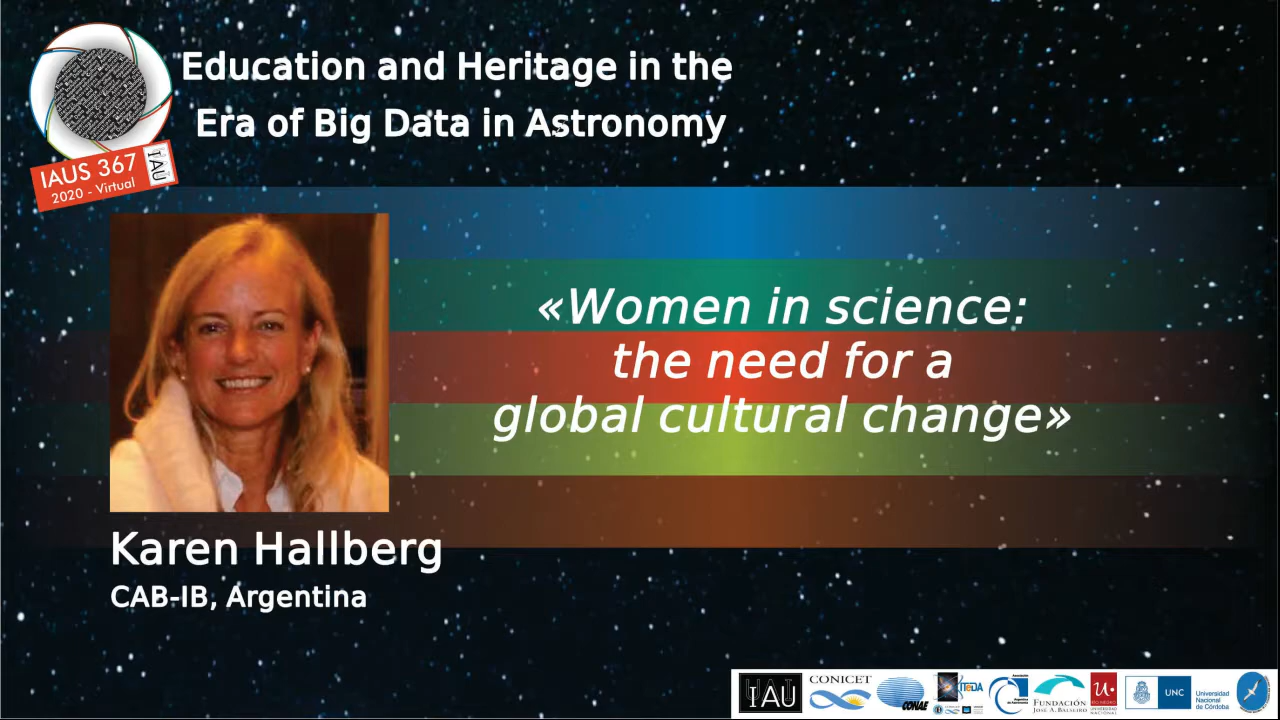 Education and Heritage in the
Era of Big Data in Astronomy
IAUS 367
IAU
2020 - Virtual
«Women in science:
the need for a
global cultural change»
Karen Hallberg
CAB-IB, Argentina
IAU
CONICET
CONAE
ITeDA
FUNDACIÓN
JOSÉ A. BALSEIRO
UNC
Universidad
Nacional
de Córdoba